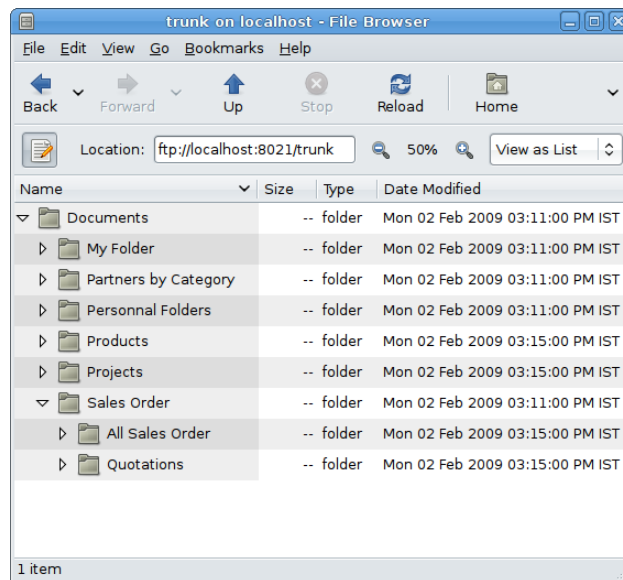 trunk on localhost - File Browser
File Edit View Go Bookmarks Help
Back Forward Up Stop Reload Home
Location: ftp://localhost:8021/trunk 50% View as List
Name Size Type Date Modified
Documents -- folder Mon 02 Feb 2009 03:11:00 PM IST
My Folder -- folder Mon 02 Feb 2009 03:11:00 PM IST
Partners by Category -- folder Mon 02 Feb 2009 03:11:00 PM IST
Personnal Folders -- folder Mon 02 Feb 2009 03:11:00 PM IST
Products -- folder Mon 02 Feb 2009 03:15:00 PM IST
Projects -- folder Mon 02 Feb 2009 03:15:00 PM IST
Sales Order -- folder Mon 02 Feb 2009 03:11:00 PM IST
All Sales Order -- folder Mon 02 Feb 2009 03:15:00 PM IST
Quotations -- folder Mon 02 Feb 2009 03:15:00 PM IST
1 item